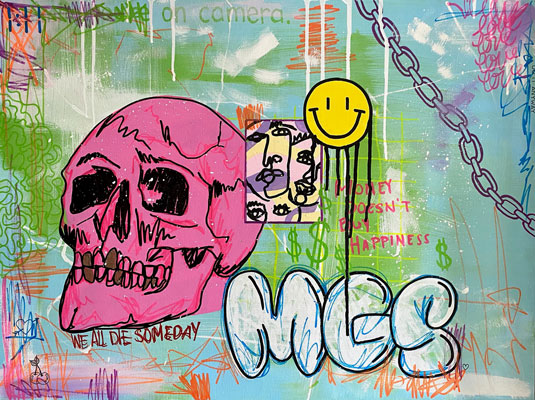 on camera.
MONEY
DOESN'T
BUY
HAPPINESS
$ $ $
WE ALL DIE SOMEDAY
MGS